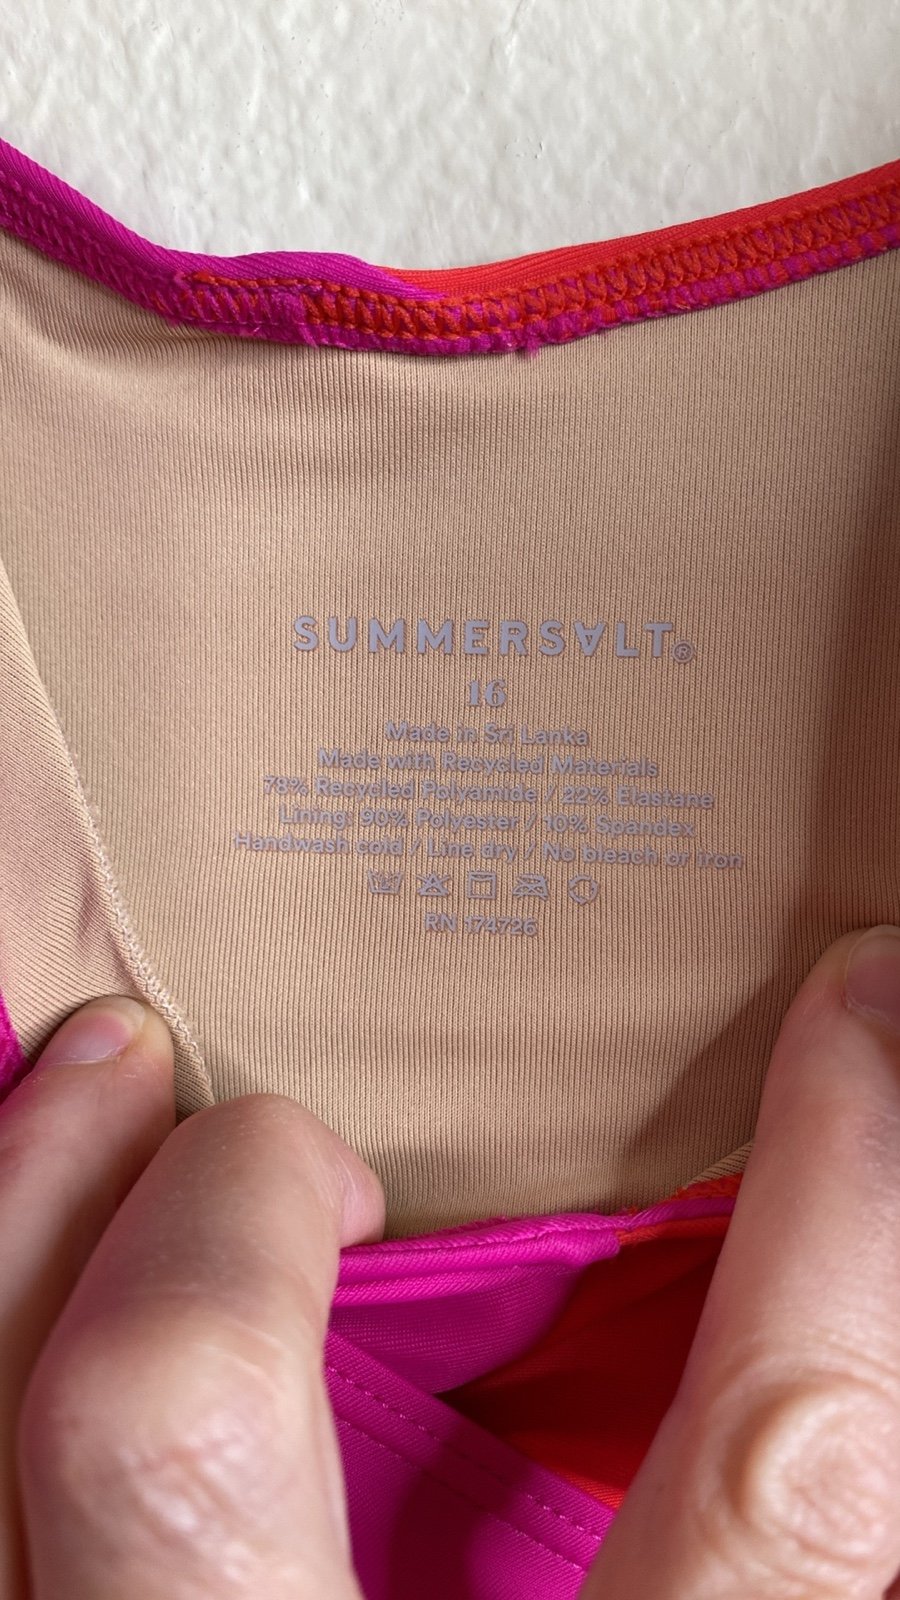 SUMMERSALT®
16
Made in Sri Lanka
Made with Recycled Materials
78% Recycled Polyamide / 22% Elastane
Lining: 90% Polyester / 10% Spandex
Handwash cold / Line dry / No bleach or iron
RN 174726